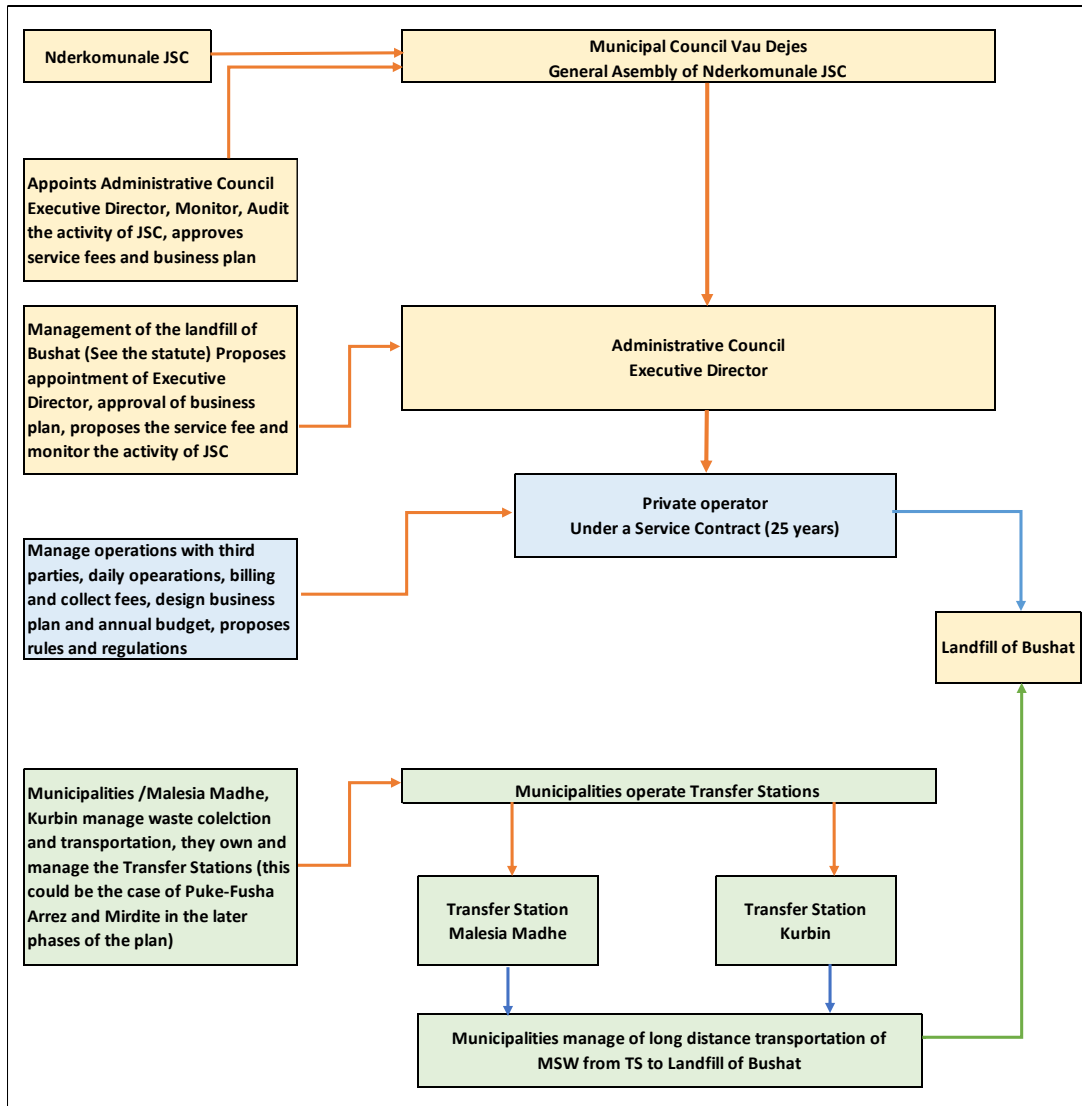 Nderkomunale JSC
Municipal Council Vau Dejes
General Asembly of Nderkomunale JSC
Appoints Administrative Council
Executive Director, Monitor, Audit
the activity of JSC, approves
service fees and business plan
Management of the landfill of
Bushat (See the statute) Proposes
appointment of Executive
Director, approval of business
plan, proposes the service fee and
monitor the activity of JSC
Administrative Council
Executive Director
Private operator
Under a Service Contract (25 years)
Manage operations with third
parties, daily opearations, billing
and collect fees, design business
plan and annual budget, proposes
rules and regulations
Landfill of Bushat
Municipalities /Malesia Madhe,
Kurbin manage waste colelction
and transportation, they own and
manage the Transfer Stations (this
could be the case of Puke-Fusha
Arrez and Mirdite in the later
phases of the plan)
Municipalities operate Transfer Stations
Transfer Station
Malesia Madhe
Transfer Station
Kurbin
Municipalities manage of long distance transportation of
MSW from TS to Landfill of Bushat